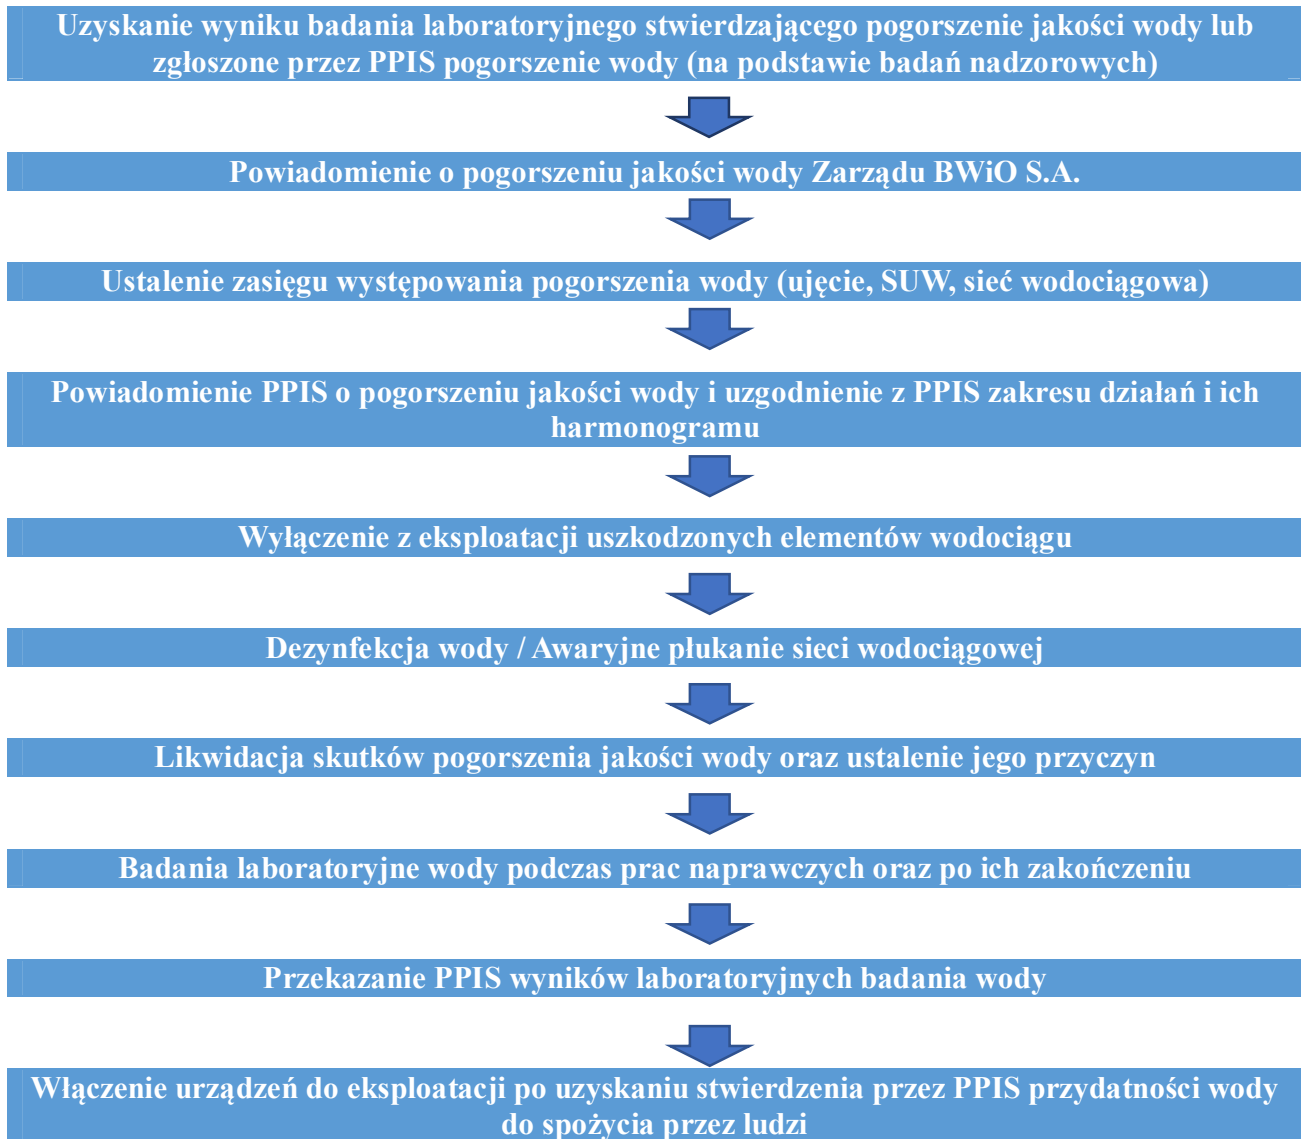 Uzyskanie wyniku badania laboratoryjnego stwierdzającego pogorszenie jakości wody lub
zgłoszone przez PPIS pogorszenie wody (na podstawie badań nadzorowych)
Powiadomienie o pogorszeniu jakości wody Zarządu BWiO S.A.
Ustalenie zasięgu występowania pogorszenia wody (ujęcie, SUW, sieć wodociągowa)
Powiadomienie PPIS o pogorszeniu jakości wody i uzgodnienie z PPIS zakresu działań i ich
harmonogramu
Wyłączenie z eksploatacji uszkodzonych elementów wodociągu
Dezynfekcja wody / Awaryjne płukanie sieci wodociągowej
Likwidacja skutków pogorszenia jakości wody oraz ustalenie jego przyczyn
Badania laboratoryjne wody podczas prac naprawczych oraz po ich zakończeniu
Przekazanie PPIS wyników laboratoryjnych badania wody
Włączenie urządzeń do eksploatacji po uzyskaniu stwierdzenia przez PPIS przydatności wody
do spożycia przez ludzi